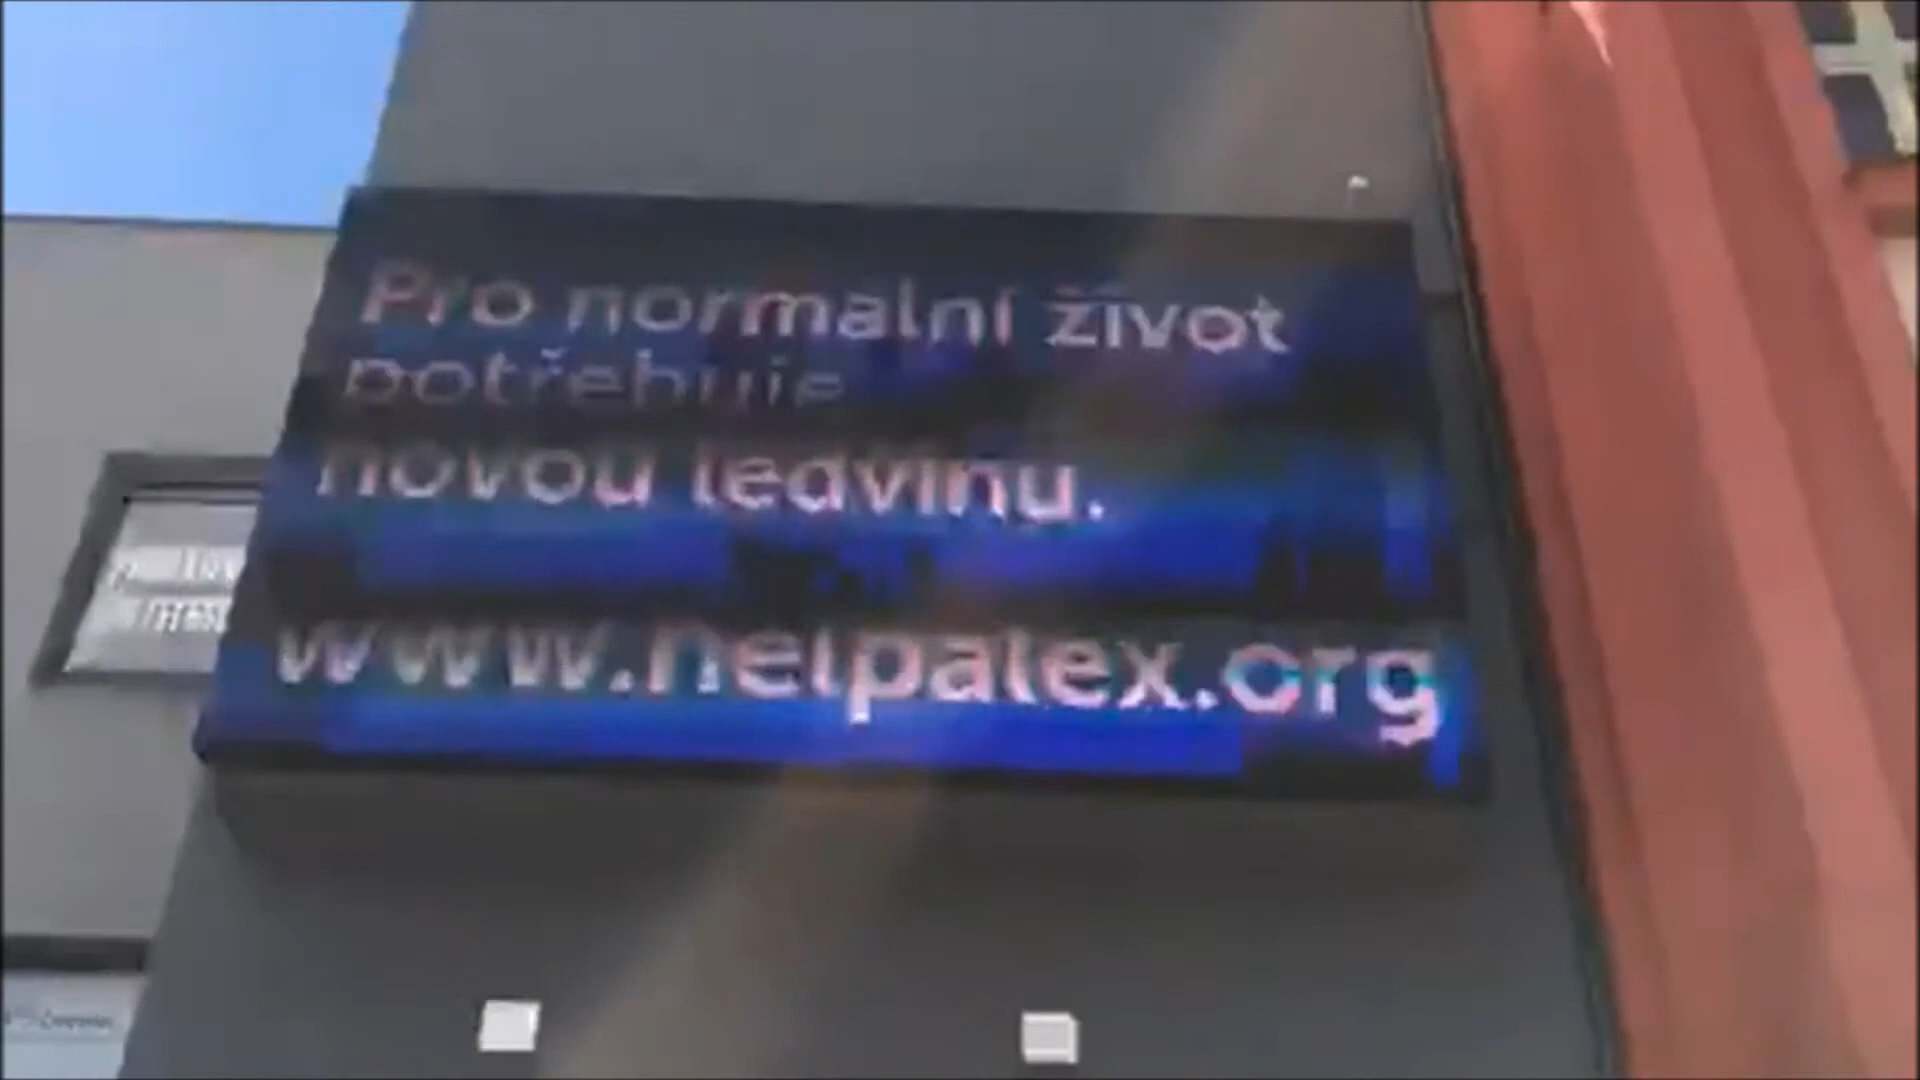 Pro normalní život
potřebuje
novou ledvinu.
www.helpalex.org